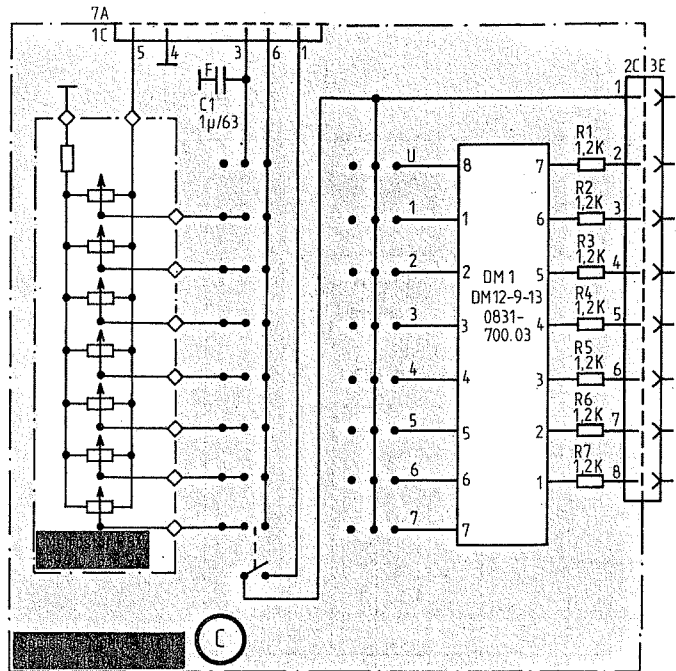 7A
1C
5 4 3 6 1
F
C1
1µ/63
2C 3E
1
U
8 7
R1
1,2K
2
1
1 6
R2
1,2K
3
2
2 5
R3
1,2K
4
DM1
DM12-9-13
0831-
700.03
3
3 4
R4
1,2K
5
4
4 3
R5
1,2K
6
5
5 2
R6
1,2K
7
6
6 1
R7
1,2K
8
7
7
C